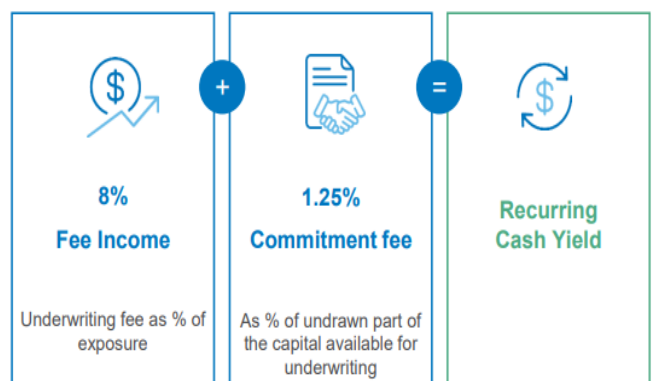 $
+
$
=
$
8%
Fee Income
Underwriting fee as % of
exposure
1.25%
Commitment fee
As % of undrawn part of
the capital available for
underwriting
Recurring
Cash Yield